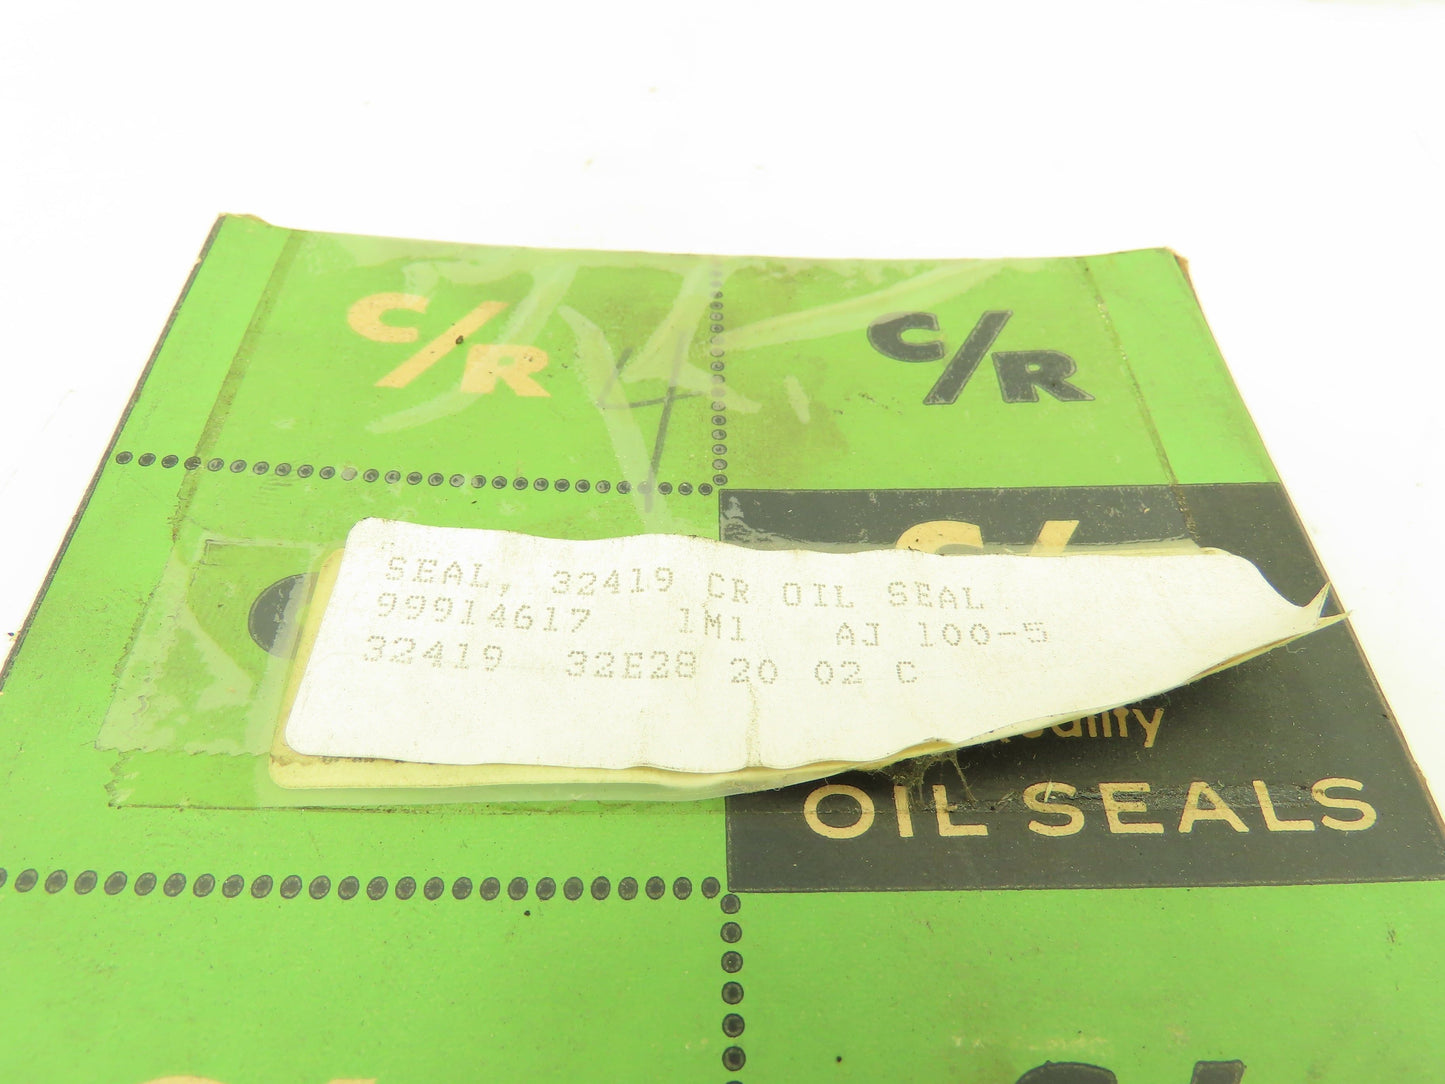 C/R
C/R
4
SEAL, 32419 CR OIL SEAL
99914617 1M1 AJ 100-5
32419 32E28 20 02 C
OIL SEALS